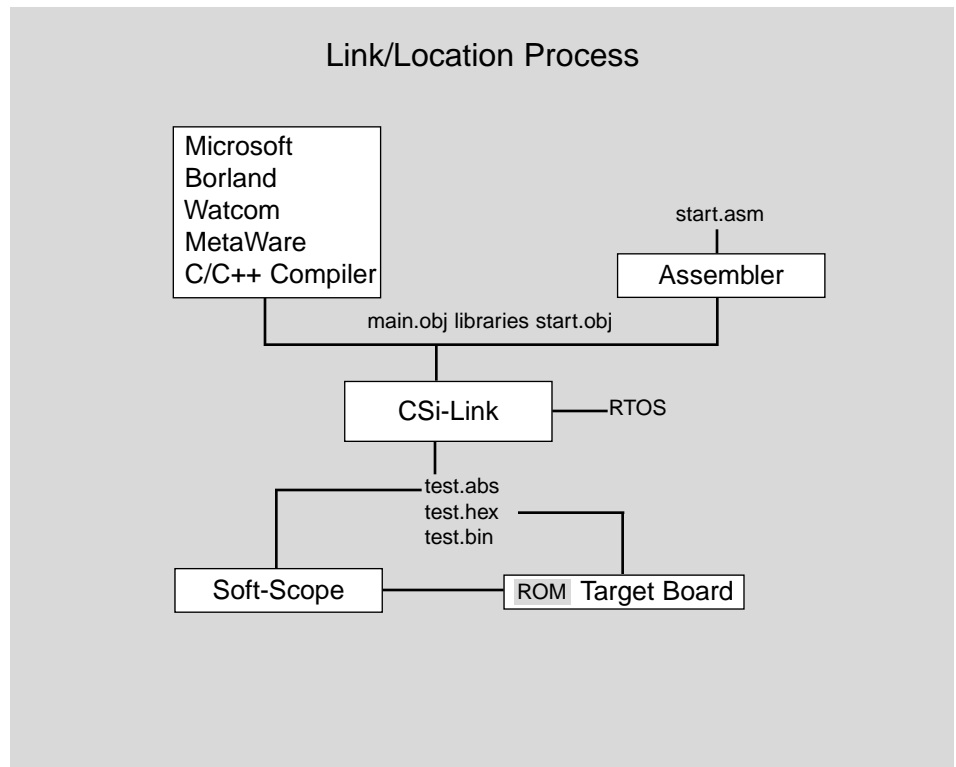 Link/Location Process
Microsoft
Borland
Watcom
MetaWare
C/C++ Compiler
start.asm
Assembler
main.obj libraries start.obj
CSi-Link
RTOS
test.abs
test.hex
test.bin
Soft-Scope
ROM Target Board